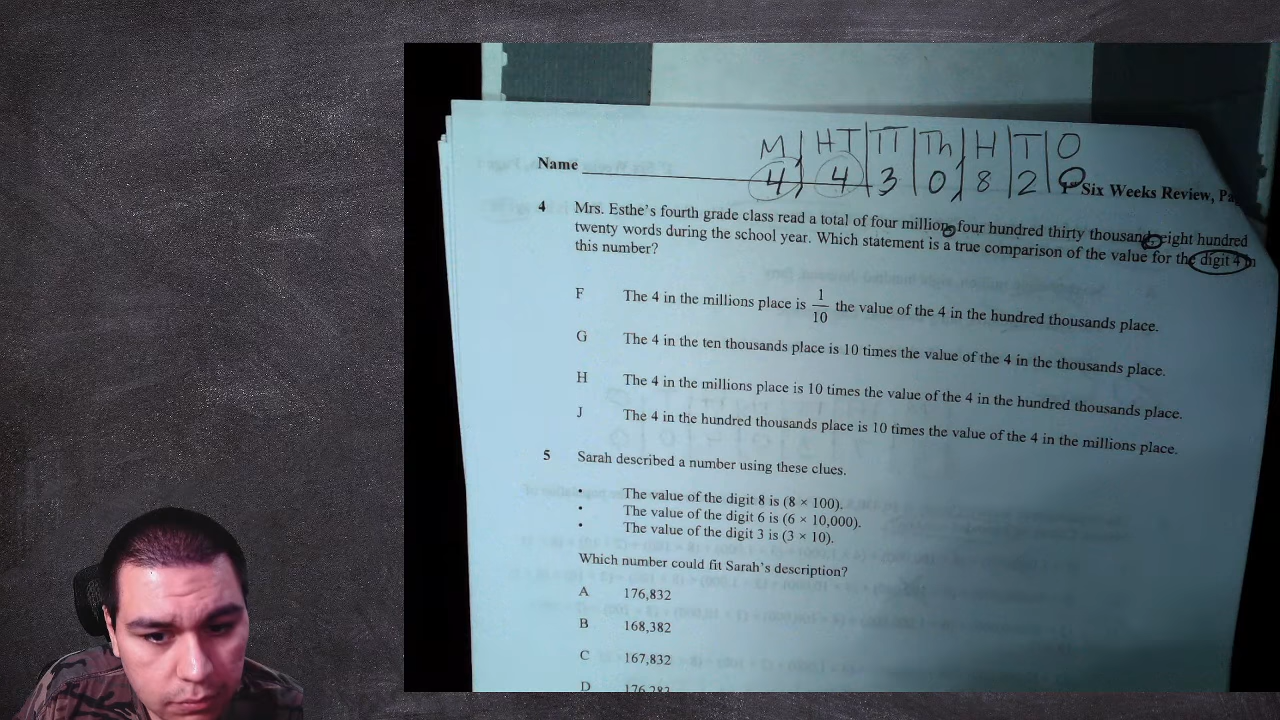 M HT TT Th H T O
Name
4, 4 3 0, 8 2 0
Six Weeks Review,
4 Mrs. Esthe's fourth grade class read a total of four million, four hundred thirty thousand, eight hundred
twenty words during the school year. Which statement is a true comparison of the value for the digit 4 in
this number?
F The 4 in the millions place is 1/10 the value of the 4 in the hundred thousands place.
G The 4 in the ten thousands place is 10 times the value of the 4 in the thousands place.
H The 4 in the millions place is 10 times the value of the 4 in the hundred thousands place.
J The 4 in the hundred thousands place is 10 times the value of the 4 in the millions place.
5 Sarah described a number using these clues.
• The value of the digit 8 is (8 × 100).
• The value of the digit 6 is (6 × 10,000).
• The value of the digit 3 is (3 × 10).
Which number could fit Sarah's description?
A 176,832
B 168,382
C 167,832
D 176,283